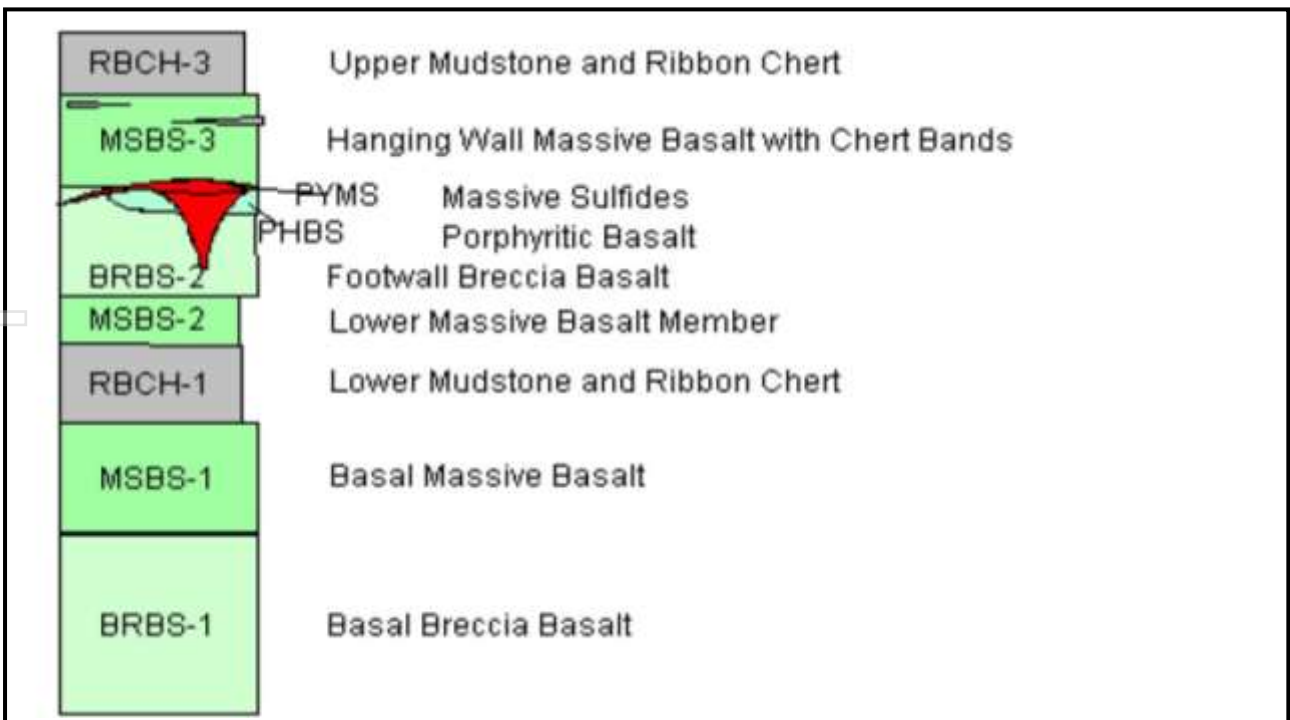 RBCH-3 Upper Mudstone and Ribbon Chert
MSBS-3 Hanging Wall Massive Basalt with Chert Bands
PYMS Massive Sulfides
PHBS Porphyritic Basalt
BRBS-2 Footwall Breccia Basalt
MSBS-2 Lower Massive Basalt Member
RBCH-1 Lower Mudstone and Ribbon Chert
MSBS-1 Basal Massive Basalt
BRBS-1 Basal Breccia Basalt